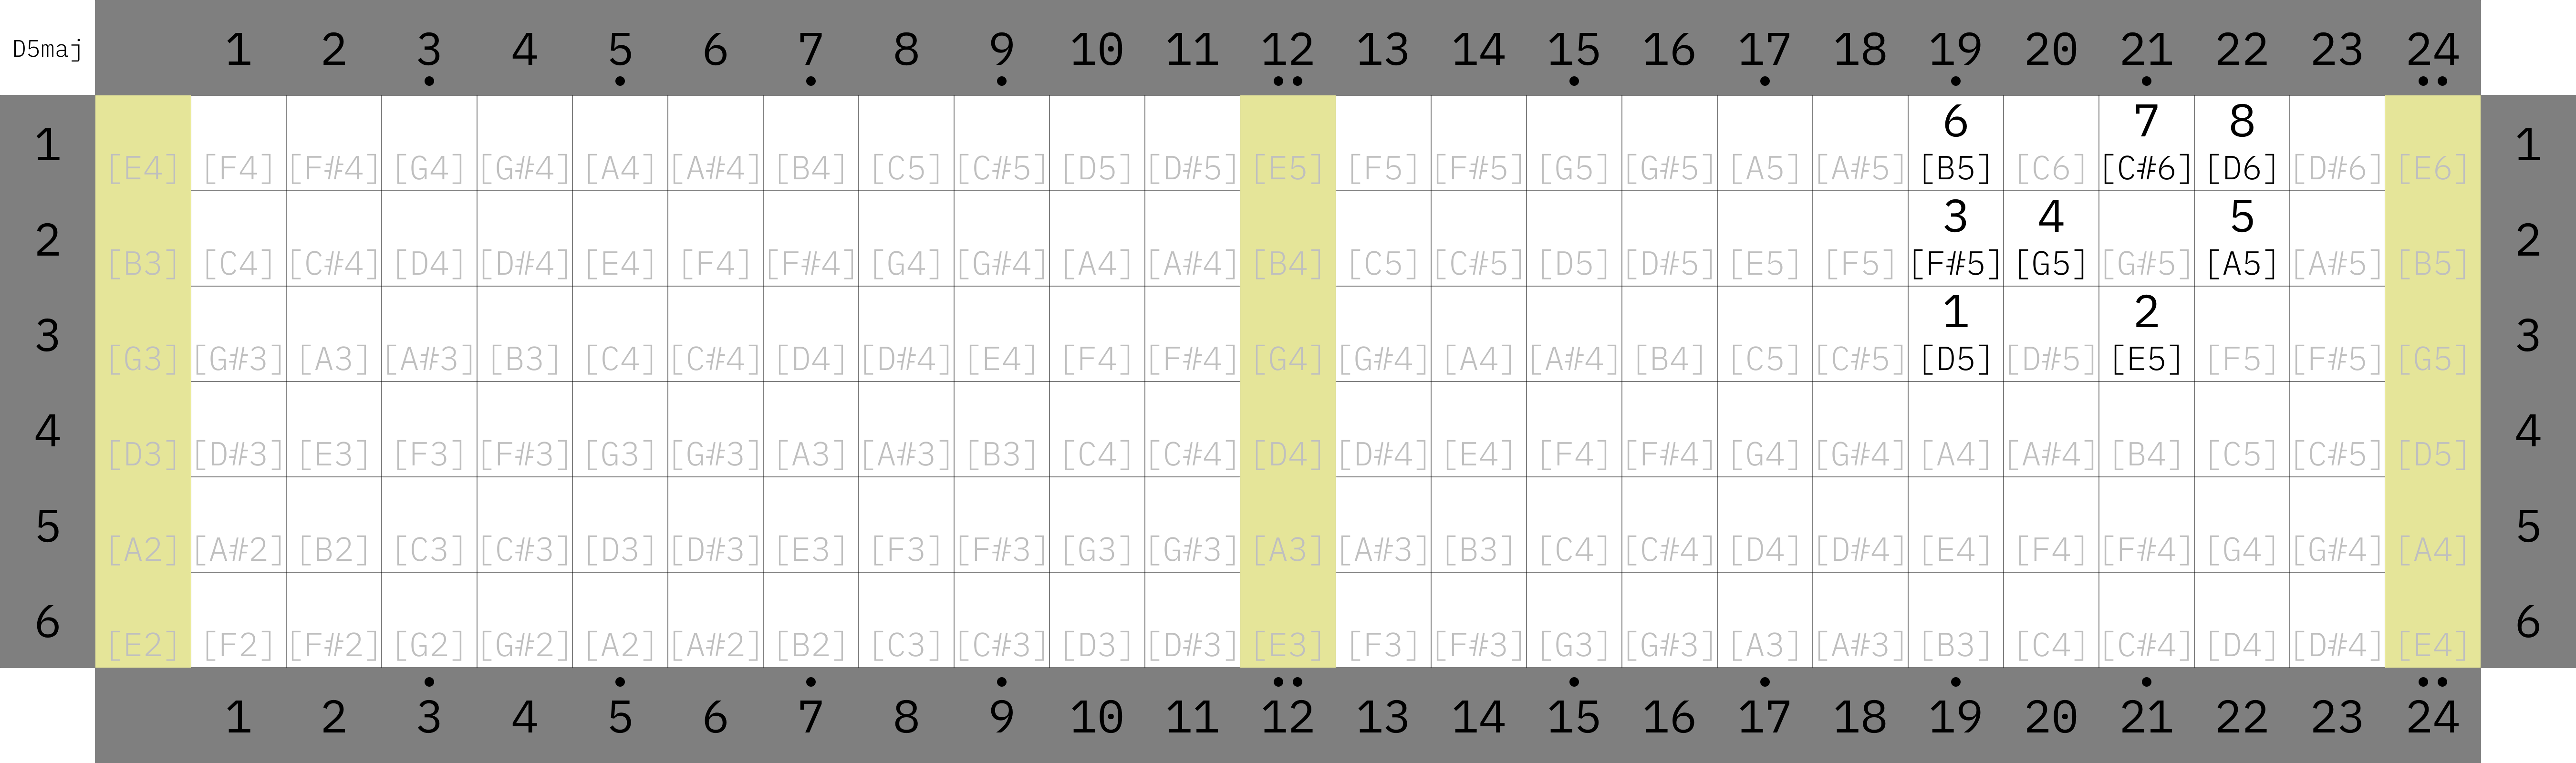 D5maj 1 2 3 4 5 6 7 8 9 10 11 12 13 14 15 16 17 18 19 20 21 22 23 24
6 7 8
1 [E4] [F4] [F#4] [G4] [G#4] [A4] [A#4] [B4] [C5] [C#5] [D5] [D#5] [E5] [F5] [F#5] [G5] [G#5] [A5] [A#5] [B5] [C6] [C#6] [D6] [D#6] [E6] 1
3 4 5
2 [B3] [C4] [C#4] [D4] [D#4] [E4] [F4] [F#4] [G4] [G#4] [A4] [A#4] [B4] [C5] [C#5] [D5] [D#5] [E5] [F5] [F#5] [G5] [G#5] [A5] [A#5] [B5] 2
1 2
3 [G3] [G#3] [A3] [A#3] [B3] [C4] [C#4] [D4] [D#4] [E4] [F4] [F#4] [G4] [G#4] [A4] [A#4] [B4] [C5] [C#5] [D5] [D#5] [E5] [F5] [F#5] [G5] 3
4 [D3] [D#3] [E3] [F3] [F#3] [G3] [G#3] [A3] [A#3] [B3] [C4] [C#4] [D4] [D#4] [E4] [F4] [F#4] [G4] [G#4] [A4] [A#4] [B4] [C5] [C#5] [D5] 4
5 [A2] [A#2] [B2] [C3] [C#3] [D3] [D#3] [E3] [F3] [F#3] [G3] [G#3] [A3] [A#3] [B3] [C4] [C#4] [D4] [D#4] [E4] [F4] [F#4] [G4] [G#4] [A4] 5
6 [E2] [F2] [F#2] [G2] [G#2] [A2] [A#2] [B2] [C3] [C#3] [D3] [D#3] [E3] [F3] [F#3] [G3] [G#3] [A3] [A#3] [B3] [C4] [C#4] [D4] [D#4] [E4] 6
1 2 3 4 5 6 7 8 9 10 11 12 13 14 15 16 17 18 19 20 21 22 23 24